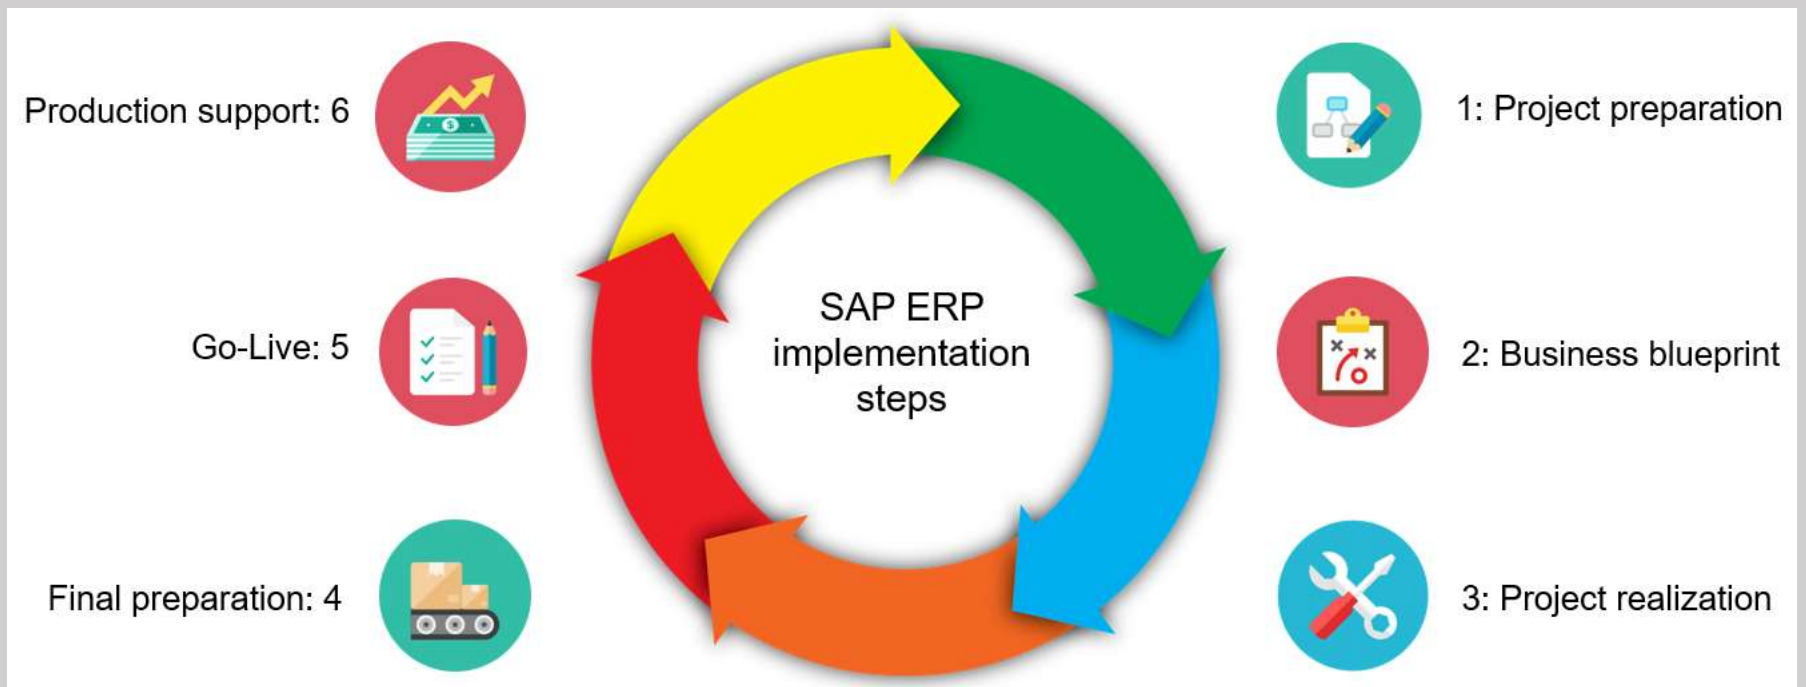 Production support: 6
1: Project preparation
SAP ERP
implementation
steps
Go-Live: 5
2: Business blueprint
Final preparation: 4
3: Project realization